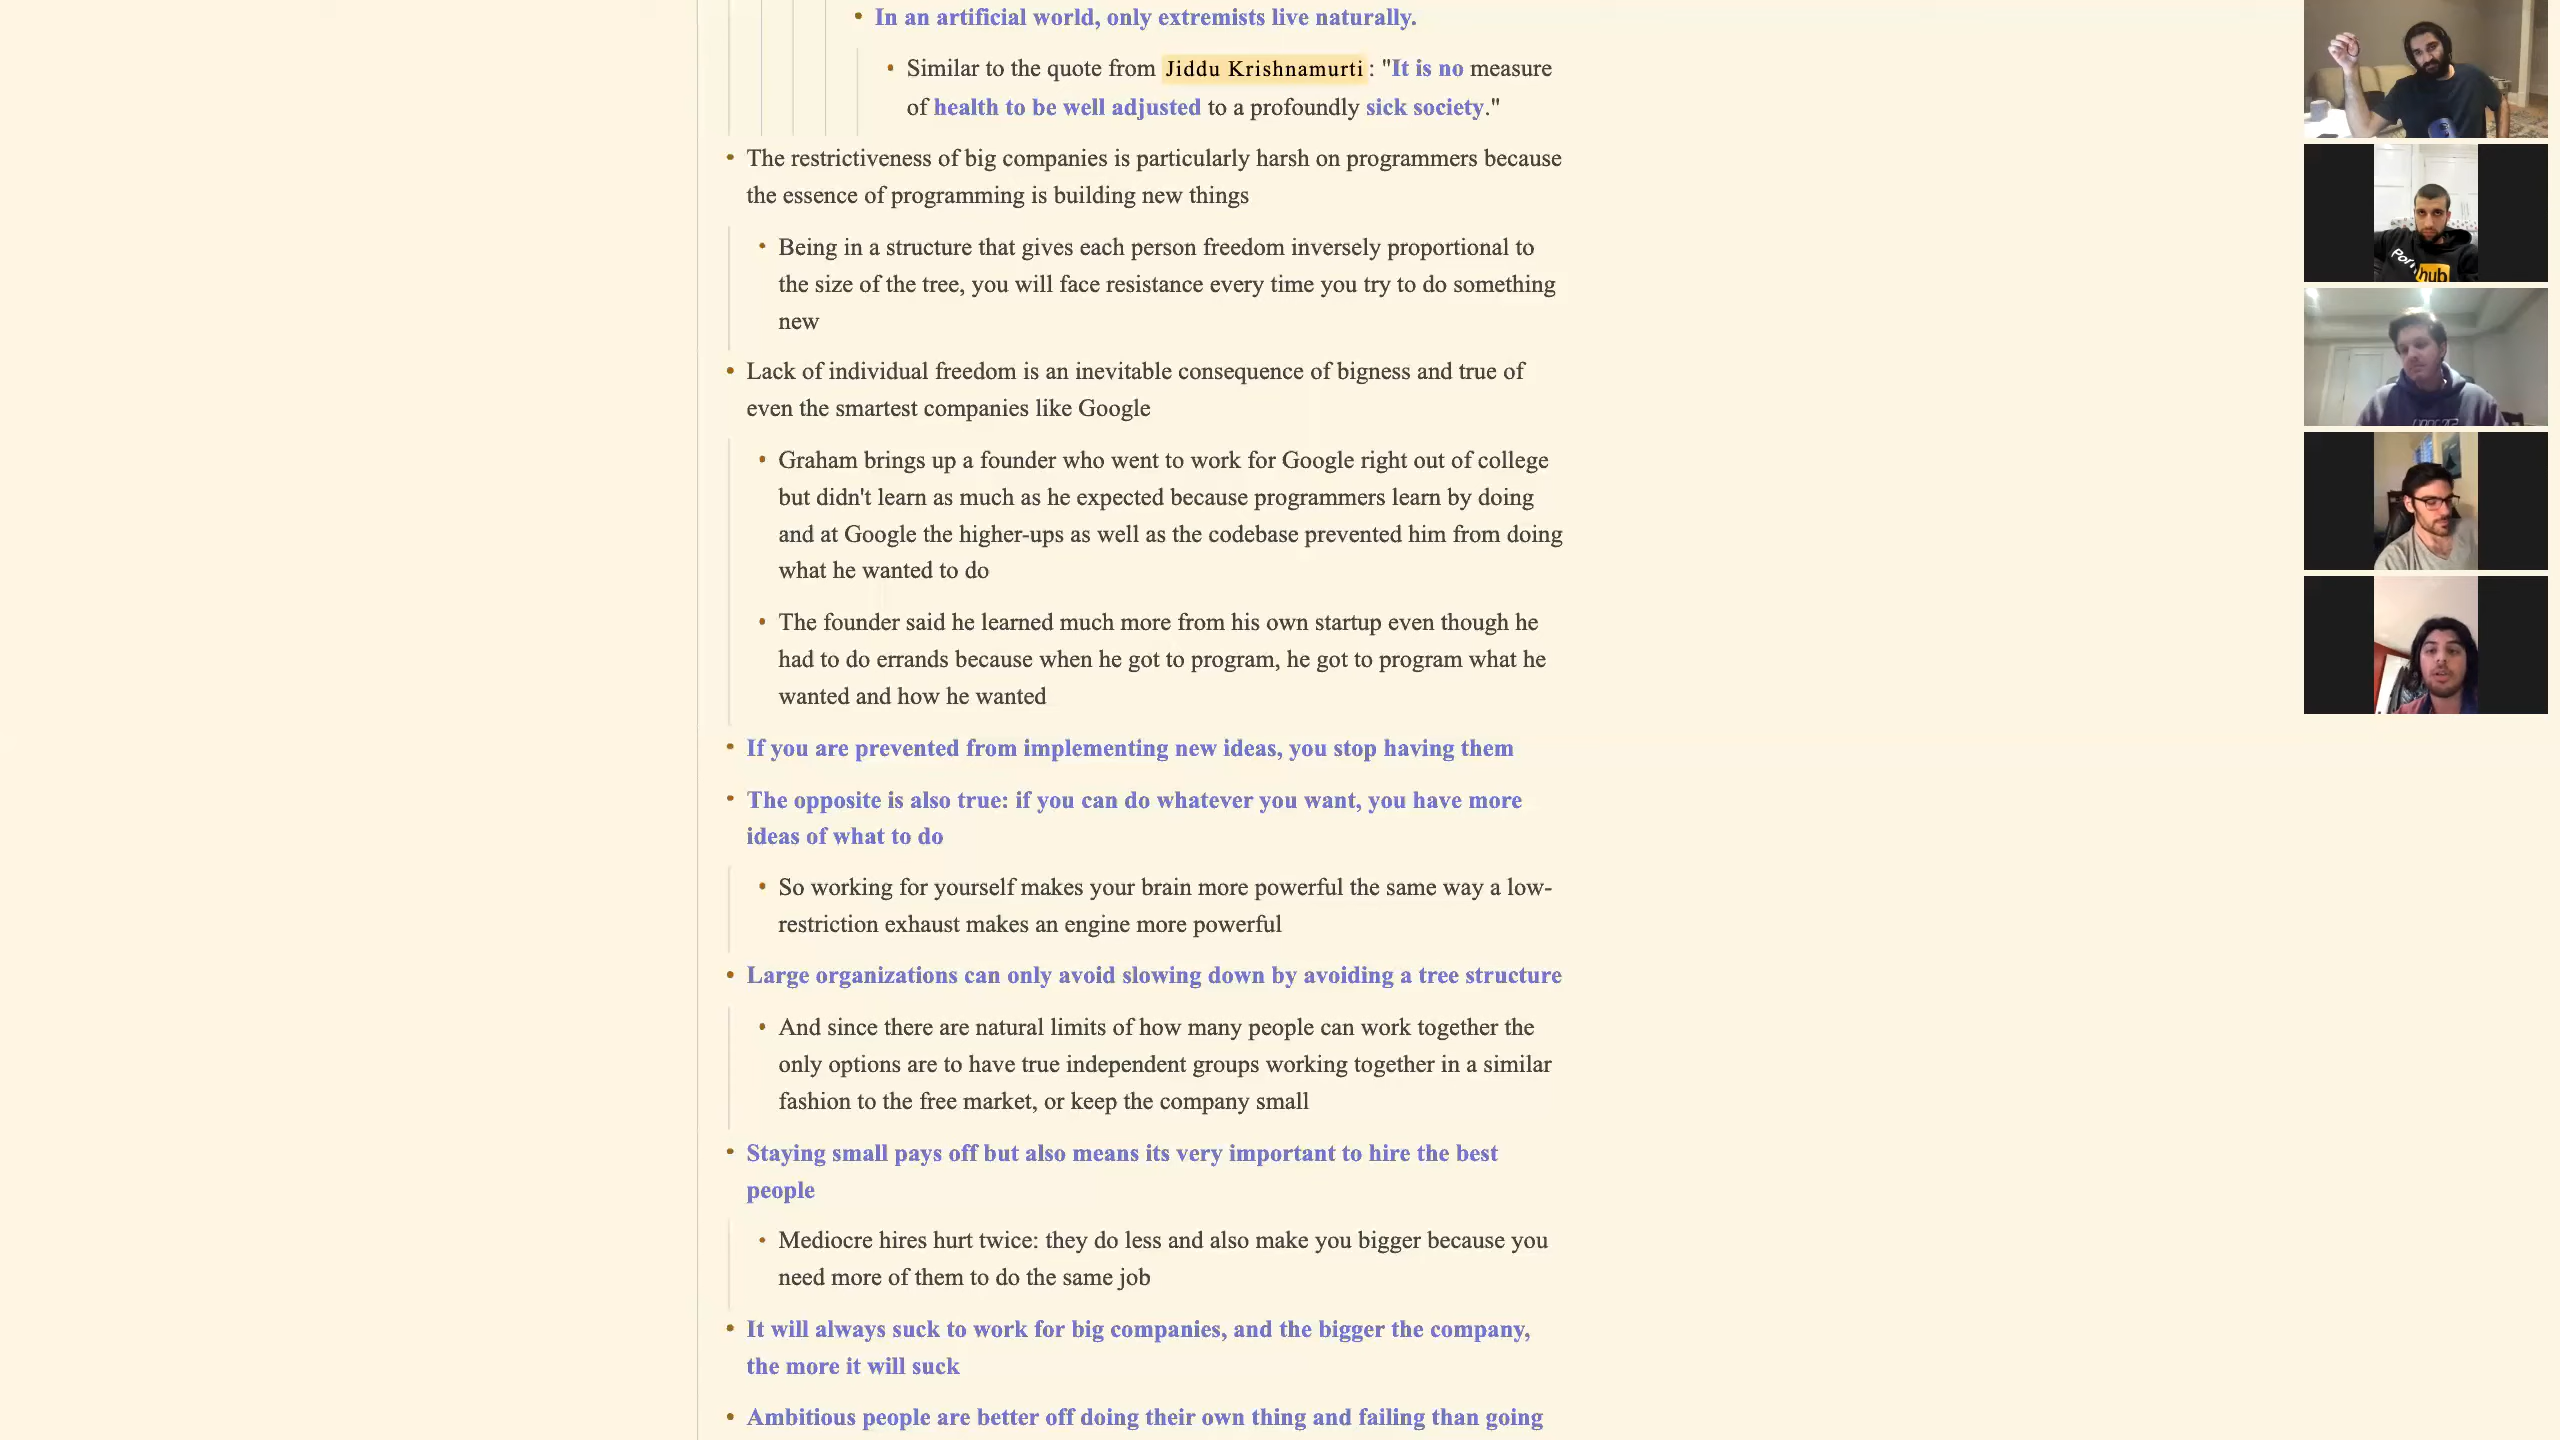 In an artificial world, only extremists live naturally.
Similar to the quote from Jiddu Krishnamurti: "It is no measure
of health to be well adjusted to a profoundly sick society."
The restrictiveness of big companies is particularly harsh on programmers because
the essence of programming is building new things
Being in a structure that gives each person freedom inversely proportional to
the size of the tree, you will face resistance every time you try to do something
new
Lack of individual freedom is an inevitable consequence of bigness and true of
even the smartest companies like Google
Graham brings up a founder who went to work for Google right out of college
but didn't learn as much as he expected because programmers learn by doing
and at Google the higher-ups as well as the codebase prevented him from doing
what he wanted to do
The founder said he learned much more from his own startup even though he
had to do errands because when he got to program, he got to program what he
wanted and how he wanted
If you are prevented from implementing new ideas, you stop having them
The opposite is also true: if you can do whatever you want, you have more
ideas of what to do
So working for yourself makes your brain more powerful the same way a low-
restriction exhaust makes an engine more powerful
Large organizations can only avoid slowing down by avoiding a tree structure
And since there are natural limits of how many people can work together the
only options are to have true independent groups working together in a similar
fashion to the free market, or keep the company small
Staying small pays off but also means its very important to hire the best
people
Mediocre hires hurt twice: they do less and also make you bigger because you
need more of them to do the same job
It will always suck to work for big companies, and the bigger the company,
the more it will suck
Ambitious people are better off doing their own thing and failing than going
Porn
hub